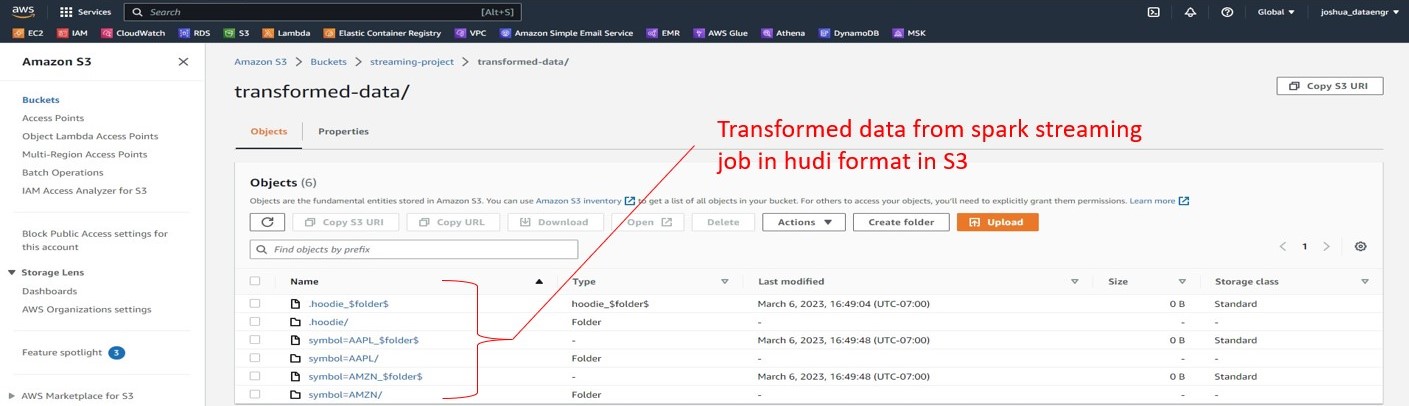 aws Services Search [Alt+S] Global joshua_dataengr
EC2 IAM CloudWatch RDS S3 Lambda Elastic Container Registry VPC Amazon Simple Email Service EMR AWS Glue Athena DynamoDB MSK
Amazon S3
Buckets
Access Points
Object Lambda Access Points
Multi-Region Access Points
Batch Operations
IAM Access Analyzer for S3
Block Public Access settings for
this account
Storage Lens
Dashboards
AWS Organizations settings
Feature spotlight 3
AWS Marketplace for S3
Amazon S3 > Buckets > streaming-project > transformed-data/
transformed-data/
Copy S3 URI
Objects Properties
Transformed data from spark streaming
job in hudi format in S3
Objects (6)
Objects are the fundamental entities stored in Amazon S3. You can use Amazon S3 inventory to get a list of all objects in your bucket. For others to access your objects, you'll need to explicitly grant them permissions. Learn more
Copy S3 URI Copy URL Download Open Delete Actions Create folder Upload
Find objects by prefix
< 1 >
Name Type Last modified Size Storage class
.hoodie_$folder$ hoodie_$folder$ March 6, 2023, 16:49:04 (UTC-07:00) 0 B Standard
.hoodie/ Folder - - -
symbol=AAPL_$folder$ - March 6, 2023, 16:49:48 (UTC-07:00) 0 B Standard
symbol=AAPL/ Folder - - -
symbol=AMZN_$folder$ - March 6, 2023, 16:49:48 (UTC-07:00) 0 B Standard
symbol=AMZN/ Folder - - -